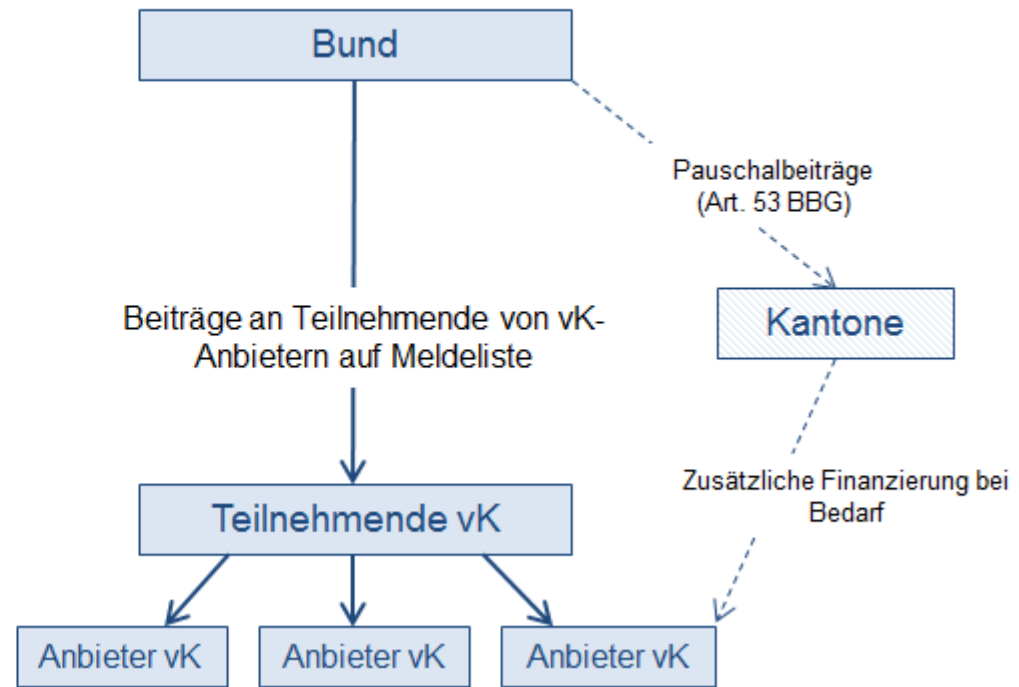 Bund
Pauschalbeiträge
(Art. 53 BBG)
Beiträge an Teilnehmende von vK-
Anbietern auf Meldeliste
Kantone
Zusätzliche Finanzierung bei
Bedarf
Teilnehmende vK
Anbieter vK
Anbieter vK
Anbieter vK